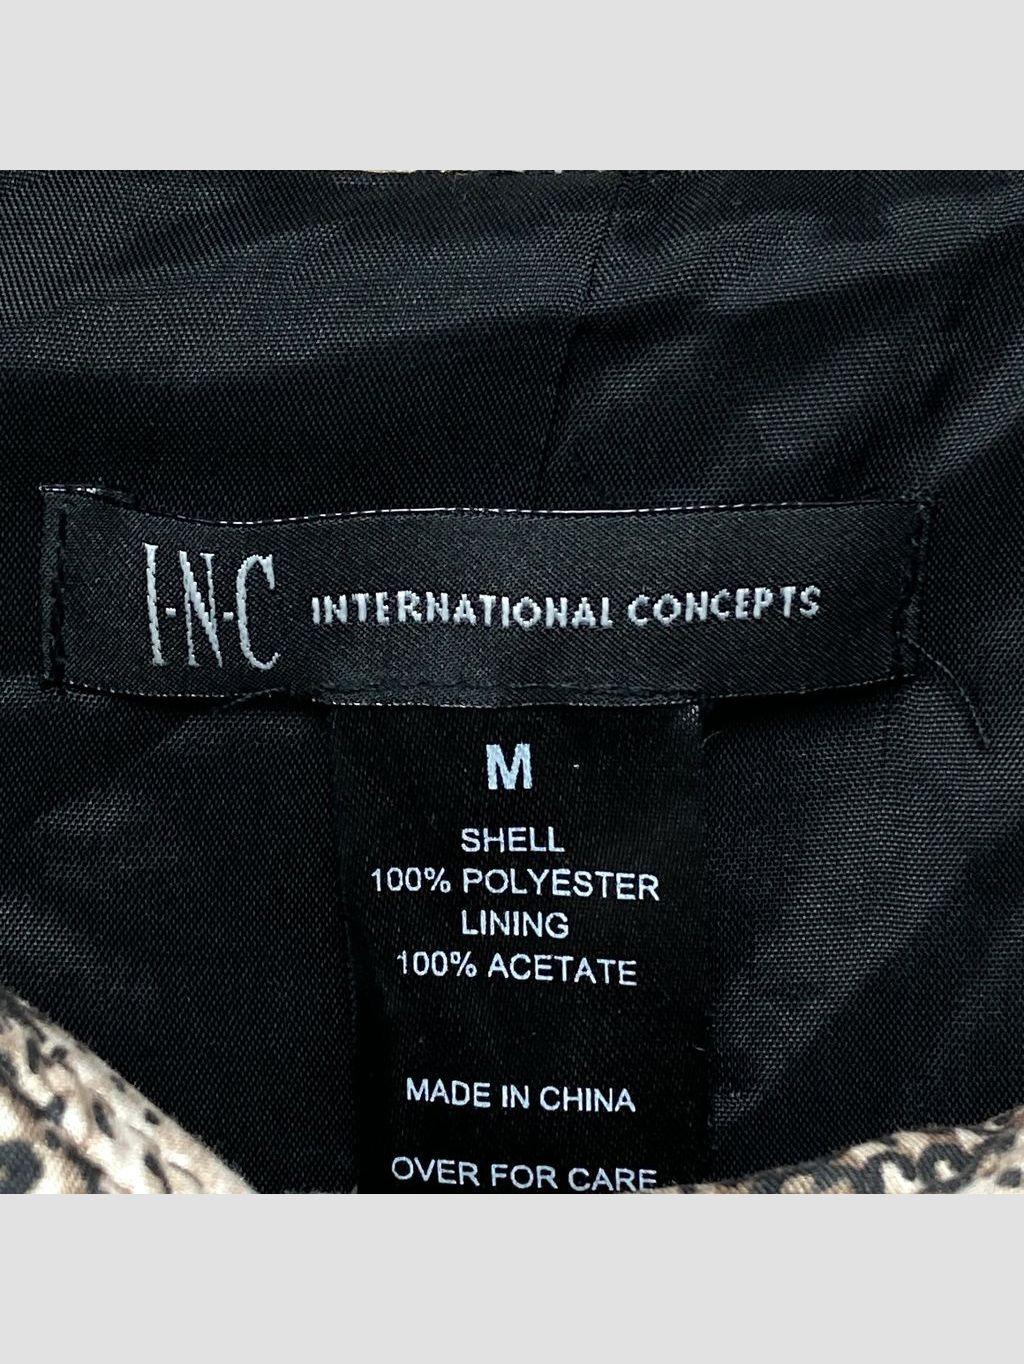 I-N-C INTERNATIONAL CONCEPTS
M
SHELL
100% POLYESTER
LINING
100% ACETATE
MADE IN CHINA
OVER FOR CARE